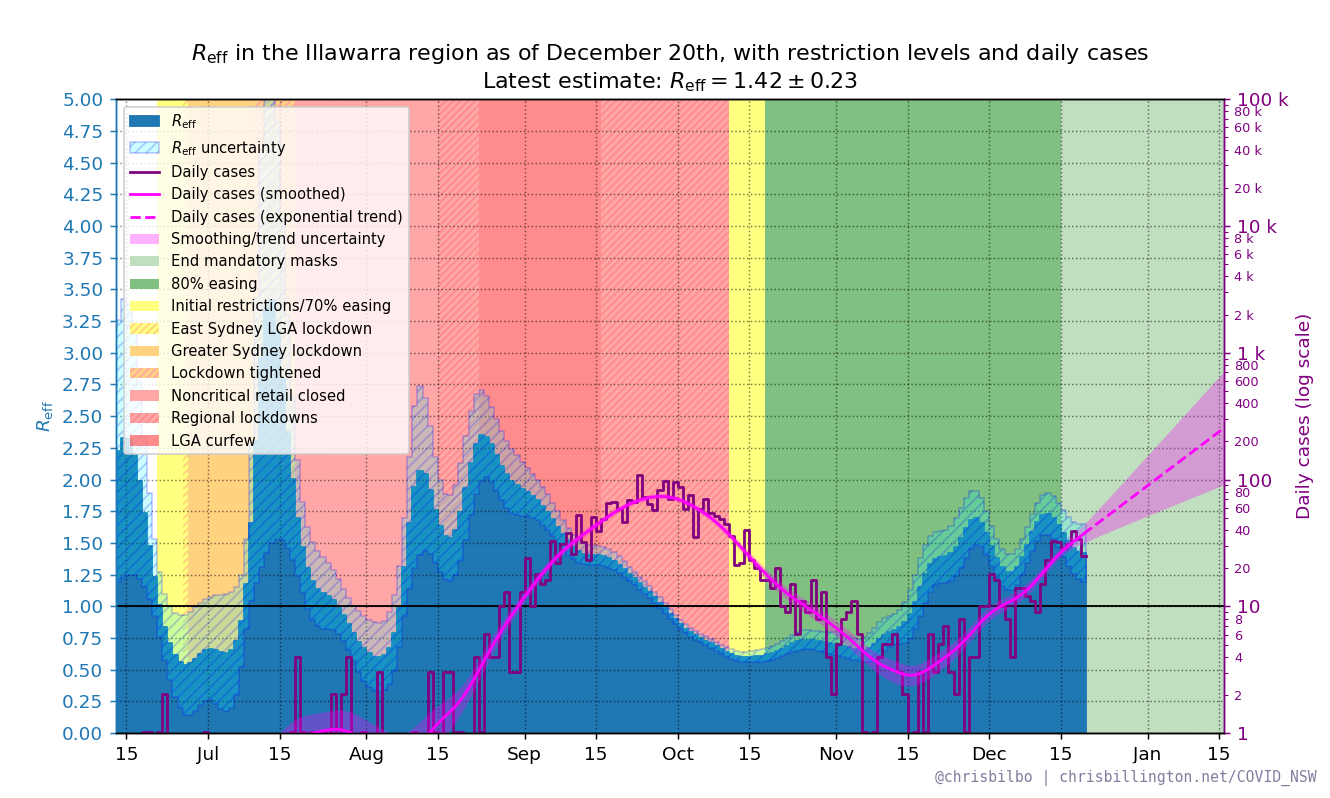 R_eff in the Illawarra region as of December 20th, with restriction levels and daily cases
Latest estimate: R_eff = 1.42 ± 0.23
5.00
4.75
4.50
4.25
4.00
3.75
3.50
3.25
3.00
2.75
2.50
2.25
2.00
1.75
1.50
1.25
1.00
0.75
0.50
0.25
0.00
R_eff
R_eff
R_eff uncertainty
Daily cases
Daily cases (smoothed)
Daily cases (exponential trend)
Smoothing/trend uncertainty
End mandatory masks
80% easing
Initial restrictions/70% easing
East Sydney LGA lockdown
Greater Sydney lockdown
Lockdown tightened
Noncritical retail closed
Regional lockdowns
LGA curfew
100 k
80 k
60 k
40 k
20 k
10 k
8 k
6 k
4 k
2 k
1 k
800
600
400
200
100
80
60
40
20
10
8
6
4
2
1
Daily cases (log scale)
15 Jul 15 Aug 15 Sep 15 Oct 15 Nov 15 Dec 15 Jan 15
@chrisbilbo | chrisbillington.net/COVID_NSW